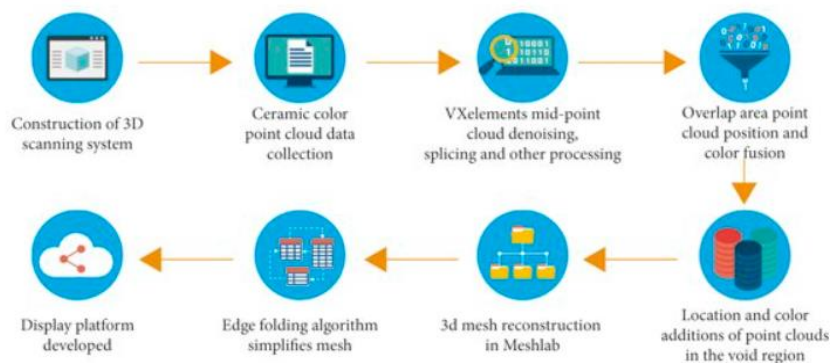 Construction of 3D
scanning system
Ceramic color
point cloud data
collection
VXelements mid-point
cloud denoising,
splicing and other processing
Overlap area point
cloud position and
color fusion
Location and color
additions of point clouds
in the void region
3d mesh reconstruction
in Meshlab
Edge folding algorithm
simplifies mesh
Display platform
developed